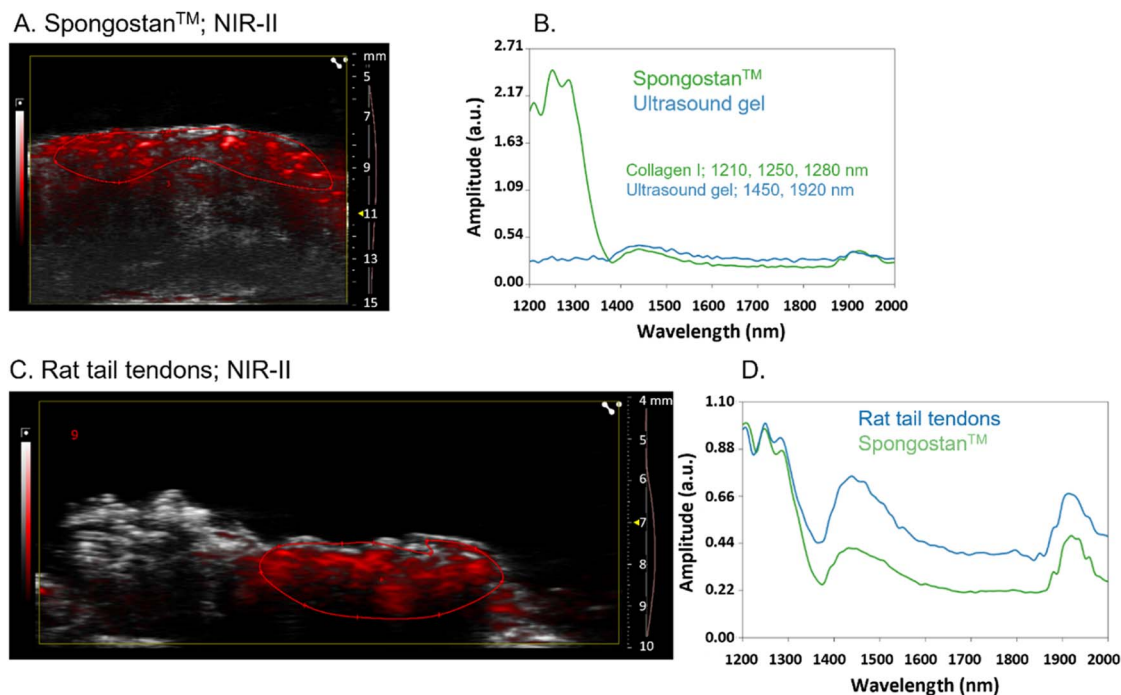 A. Spongostan™; NIR-II
mm
5
7
9
11
13
15
B.
2.71
2.17
1.63
1.09
0.54
0.00
Amplitude (a.u.)
Spongostan™
Ultrasound gel
Collagen I; 1210, 1250, 1280 nm
Ultrasound gel; 1450, 1920 nm
1200 1300 1400 1500 1600 1700 1800 1900 2000
Wavelength (nm)
C. Rat tail tendons; NIR-II
9
4 mm
5
6
7
8
9
10
D.
1.10
0.88
0.66
0.44
0.22
0.00
Amplitude (a.u.)
Rat tail tendons
Spongostan™
1200 1300 1400 1500 1600 1700 1800 1900 2000
Wavelength (nm)